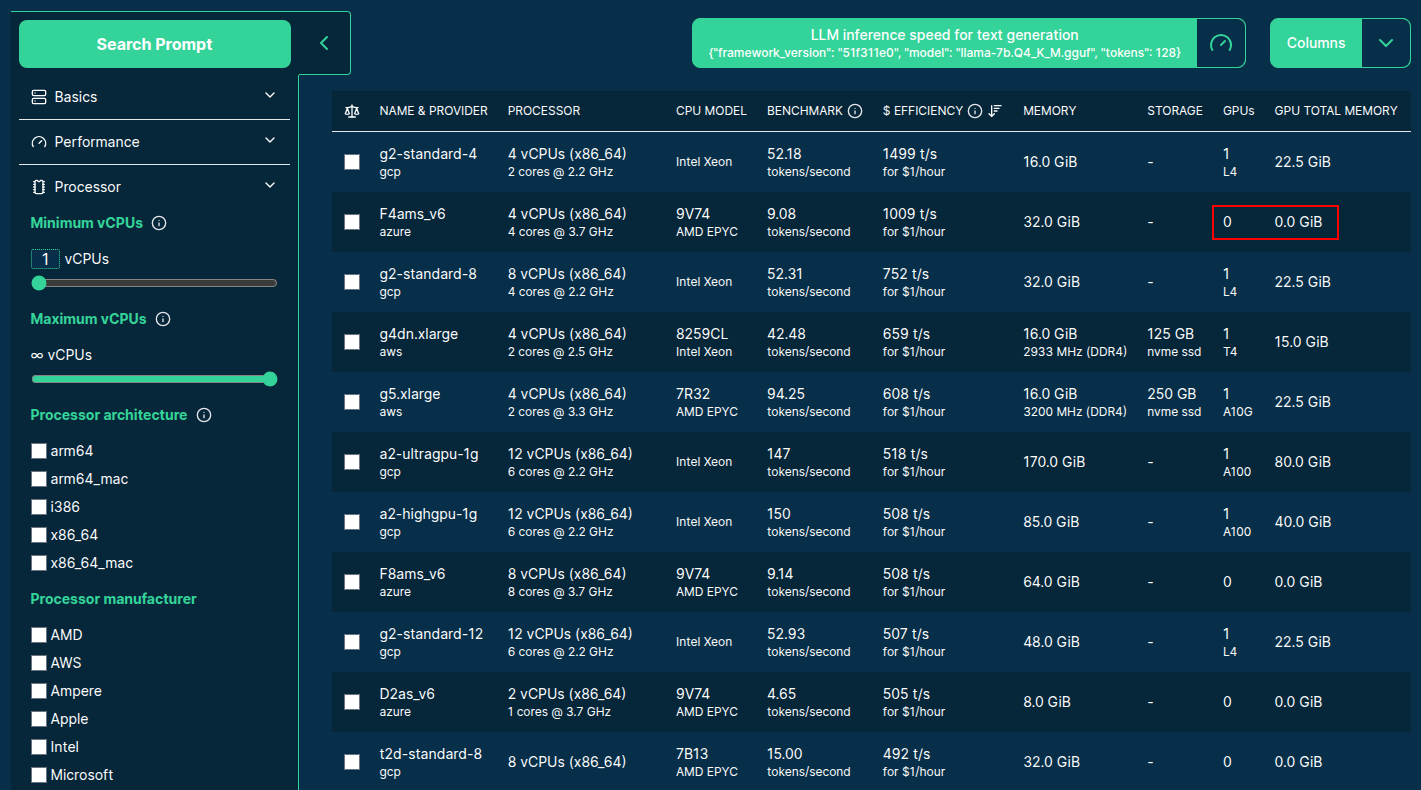 Search Prompt
LLM inference speed for text generation
{"framework_version": "51f311e0", "model": "llama-7b.Q4_K_M.gguf", "tokens": 128}
Columns
Basics
Performance
Processor
Minimum vCPUs
1 vCPUs
Maximum vCPUs
∞ vCPUs
Processor architecture
arm64
arm64_mac
i386
x86_64
x86_64_mac
Processor manufacturer
AMD
AWS
Ampere
Apple
Intel
Microsoft
NAME & PROVIDER PROCESSOR CPU MODEL BENCHMARK $ EFFICIENCY MEMORY STORAGE GPUs GPU TOTAL MEMORY
g2-standard-4 4 vCPUs (x86_64) Intel Xeon 52.18 1499 t/s 16.0 GiB - 1 22.5 GiB
gcp 2 cores @ 2.2 GHz tokens/second for $1/hour L4
F4ams_v6 4 vCPUs (x86_64) 9V74 9.08 1009 t/s 32.0 GiB - 0 0.0 GiB
azure 4 cores @ 3.7 GHz AMD EPYC tokens/second for $1/hour
g2-standard-8 8 vCPUs (x86_64) Intel Xeon 52.31 752 t/s 32.0 GiB - 1 22.5 GiB
gcp 4 cores @ 2.2 GHz tokens/second for $1/hour L4
g4dn.xlarge 4 vCPUs (x86_64) 8259CL 42.48 659 t/s 16.0 GiB 125 GB 1 15.0 GiB
aws 2 cores @ 2.5 GHz Intel Xeon tokens/second for $1/hour 2933 MHz (DDR4) nvme ssd T4
g5.xlarge 4 vCPUs (x86_64) 7R32 94.25 608 t/s 16.0 GiB 250 GB 1 22.5 GiB
aws 2 cores @ 3.3 GHz AMD EPYC tokens/second for $1/hour 3200 MHz (DDR4) nvme ssd A10G
a2-ultragpu-1g 12 vCPUs (x86_64) Intel Xeon 147 518 t/s 170.0 GiB - 1 80.0 GiB
gcp 6 cores @ 2.2 GHz tokens/second for $1/hour A100
a2-highgpu-1g 12 vCPUs (x86_64) Intel Xeon 150 508 t/s 85.0 GiB - 1 40.0 GiB
gcp 6 cores @ 2.2 GHz tokens/second for $1/hour A100
F8ams_v6 8 vCPUs (x86_64) 9V74 9.14 508 t/s 64.0 GiB - 0 0.0 GiB
azure 8 cores @ 3.7 GHz AMD EPYC tokens/second for $1/hour
g2-standard-12 12 vCPUs (x86_64) Intel Xeon 52.93 507 t/s 48.0 GiB - 1 22.5 GiB
gcp 6 cores @ 2.2 GHz tokens/second for $1/hour L4
D2as_v6 2 vCPUs (x86_64) 9V74 4.65 505 t/s 8.0 GiB - 0 0.0 GiB
azure 1 cores @ 3.7 GHz AMD EPYC tokens/second for $1/hour
t2d-standard-8 8 vCPUs (x86_64) 7B13 15.00 492 t/s 32.0 GiB - 0 0.0 GiB
gcp AMD EPYC tokens/second for $1/hour